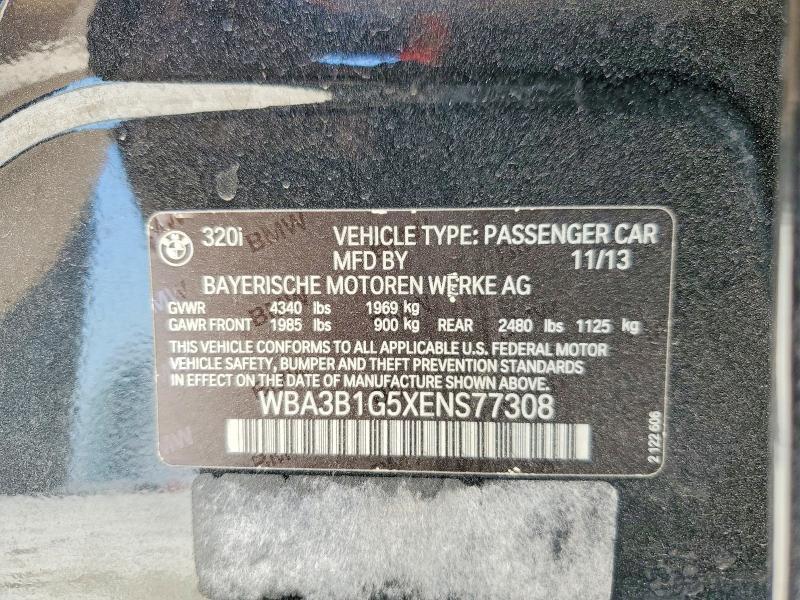 320i VEHICLE TYPE: PASSENGER CAR
MFD BY 11/13
BAYERISCHE MOTOREN WERKE AG
GVWR 4340 lbs 1969 kg
GAWR FRONT 1985 lbs 900 kg REAR 2480 lbs 1125 kg
THIS VEHICLE CONFORMS TO ALL APPLICABLE U.S. FEDERAL MOTOR
VEHICLE SAFETY, BUMPER AND THEFT PREVENTION STANDARDS
IN EFFECT ON THE DATE OF MANUFACTURE SHOWN ABOVE.
WBA3B1G5XENS77308
2 122 606
BMW
BMW
BMW